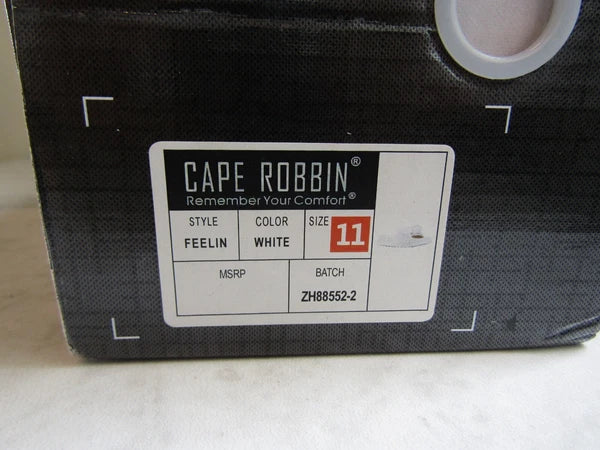 CAPE ROBBIN®
Remember Your Comfort®
STYLE COLOR SIZE 11
FEELIN WHITE
MSRP BATCH
ZH88552-2